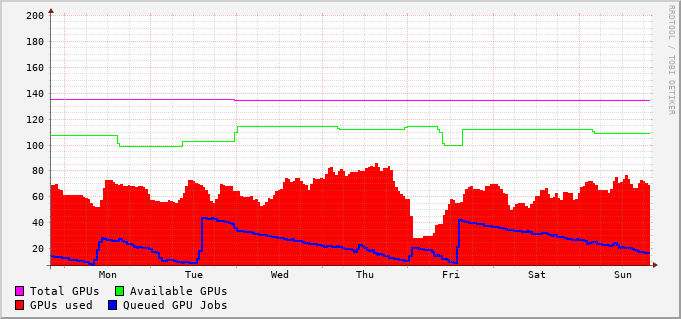 200
180
160
140
120
100
80
60
40
20
Mon Tue Wed Thu Fri Sat Sun
Total GPUs Available GPUs
GPUs used Queued GPU Jobs
RRDTOOL / TOBI OETIKER